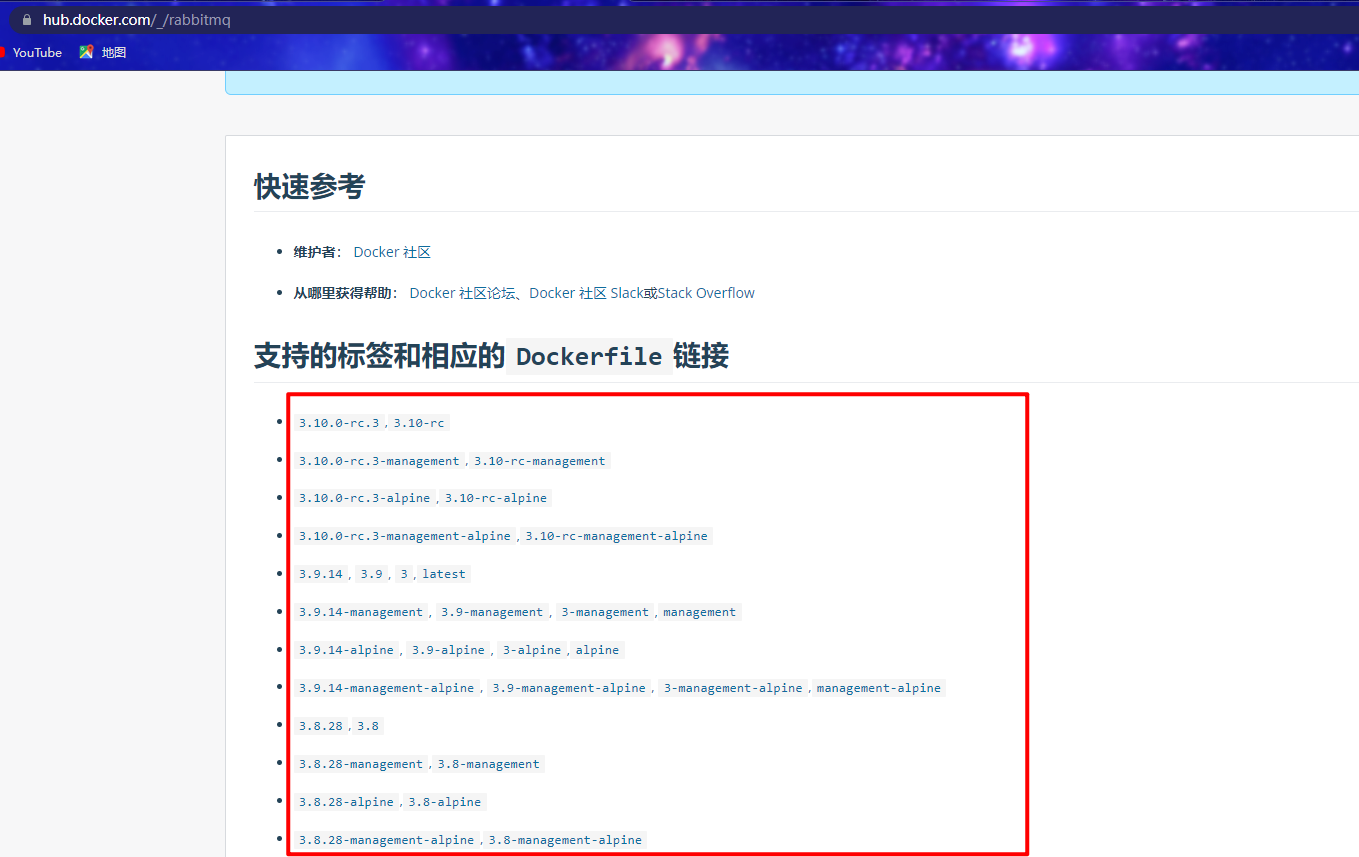 hub.docker.com/_/rabbitmq
YouTube 地图
快速参考
维护者： Docker 社区
从哪里获得帮助： Docker 社区论坛、Docker 社区 Slack或Stack Overflow
支持的标签和相应的 Dockerfile 链接
3.10.0-rc.3 , 3.10-rc
3.10.0-rc.3-management , 3.10-rc-management
3.10.0-rc.3-alpine , 3.10-rc-alpine
3.10.0-rc.3-management-alpine , 3.10-rc-management-alpine
3.9.14 , 3.9 , 3 , latest
3.9.14-management , 3.9-management , 3-management , management
3.9.14-alpine , 3.9-alpine , 3-alpine , alpine
3.9.14-management-alpine , 3.9-management-alpine , 3-management-alpine , management-alpine
3.8.28 , 3.8
3.8.28-management , 3.8-management
3.8.28-alpine , 3.8-alpine
3.8.28-management-alpine , 3.8-management-alpine